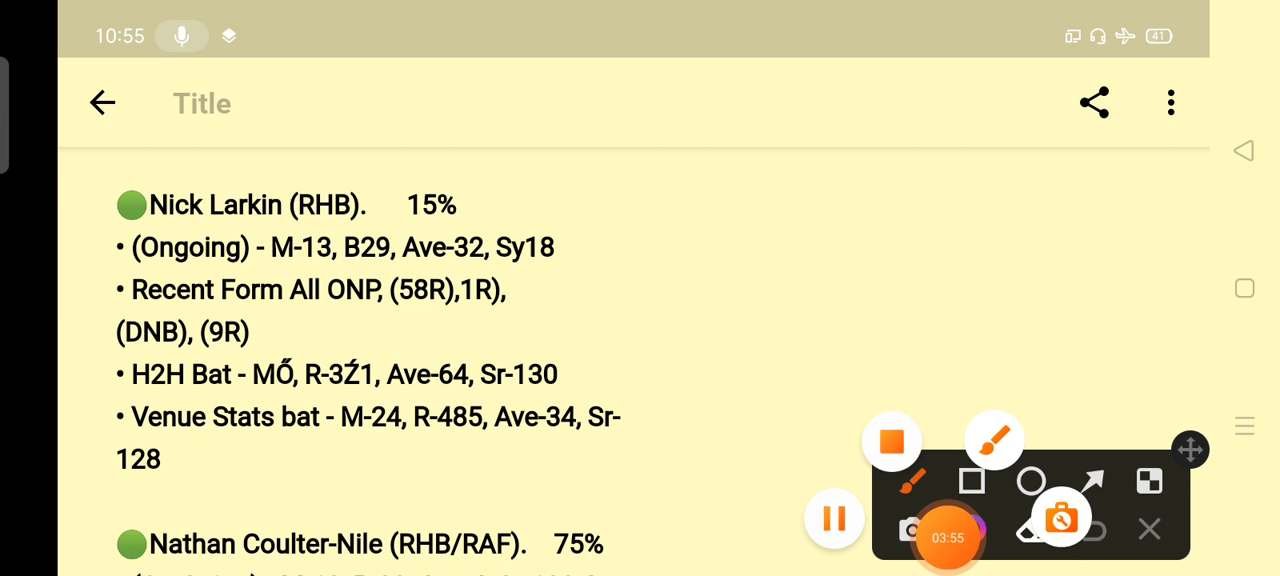 10:55
41
Title
🟢Nick Larkin (RHB). 15%
• (Ongoing) - M-13, B29, Ave-32, Sy18
• Recent Form All ONP, (58R),1R),
(DNB), (9R)
• H2H Bat - MŐ, R-3Ź1, Ave-64, Sr-130
• Venue Stats bat - M-24, R-485, Ave-34, Sr-
128
🟢Nathan Coulter-Nile (RHB/RAF). 75%
03:55